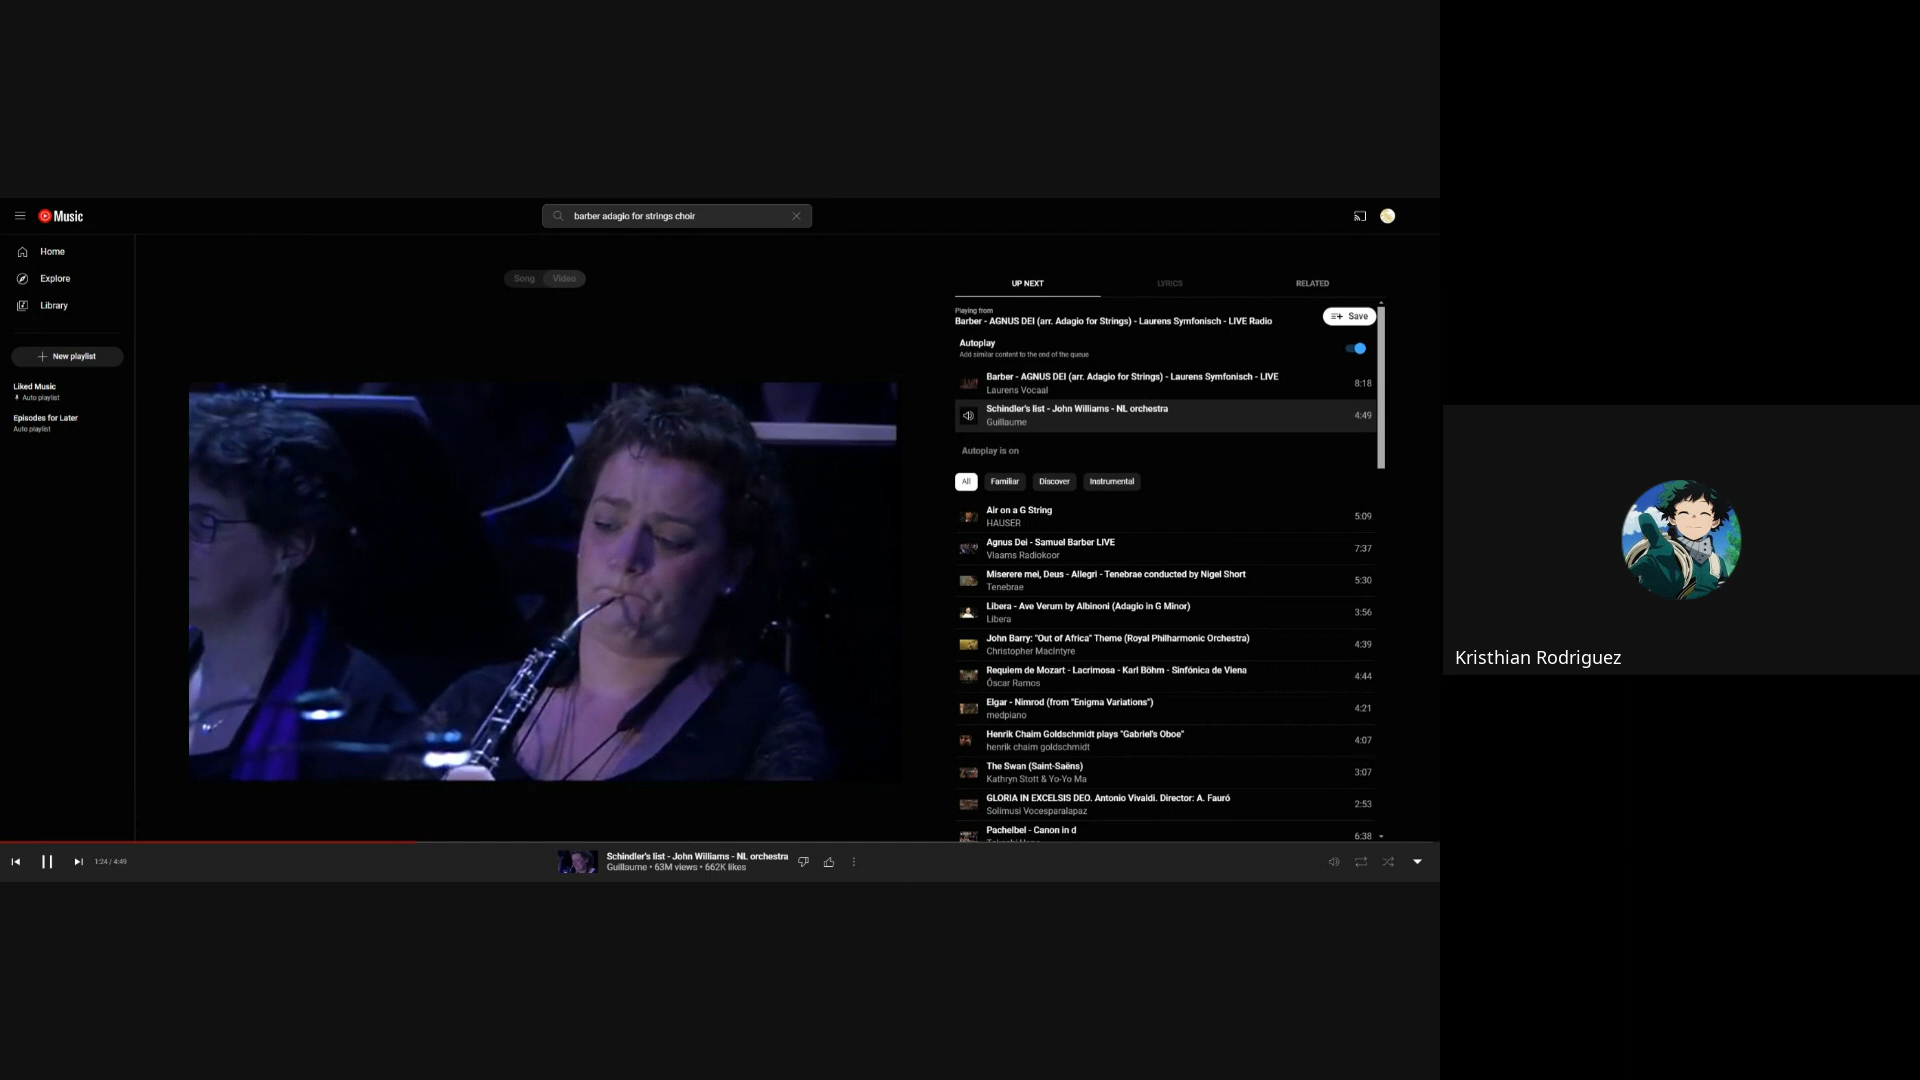 Music
barber adagio for strings choir
Home
Explore
Library
New playlist
Liked Music
Auto playlist
Episodes for Later
Auto playlist
Song
Video
UP NEXT
LYRICS
RELATED
Playing from
Barber - AGNUS DEI (arr. Adagio for Strings) - Laurens Symfonisch - LIVE Radio
Save
Autoplay
Add similar content to the end of the queue
Barber - AGNUS DEI (arr. Adagio for Strings) - Laurens Symfonisch - LIVE
Laurens Vocaal
8:18
Schindler's list - John Williams - NL orchestra
Guillaume
4:49
Autoplay is on
All
Familiar
Discover
Instrumental
Air on a G String
HAUSER
5:09
Agnus Dei - Samuel Barber LIVE
Vlaams Radiokoor
7:37
Miserere mei, Deus - Allegri - Tenebrae conducted by Nigel Short
Tenebrae
5:30
Libera - Ave Verum by Albinoni (Adagio in G Minor)
Libera
3:56
John Barry: "Out of Africa" Theme (Royal Philharmonic Orchestra)
Christopher MacIntyre
4:39
Requiem de Mozart - Lacrimosa - Karl Böhm - Sinfónica de Viena
Óscar Ramos
4:44
Elgar - Nimrod (from "Enigma Variations")
medpiano
4:21
Henrik Chaim Goldschmidt plays "Gabriel's Oboe"
henrik chaim goldschmidt
4:07
The Swan (Saint-Saëns)
Kathryn Stott & Yo-Yo Ma
3:07
GLORIA IN EXCELSIS DEO. Antonio Vivaldi. Director: A. Fauró
Solimusi Vocesparalapaz
2:53
Pachelbel - Canon in d
6:38
1:24 / 4:49
Schindler's list - John Williams - NL orchestra
Guillaume • 63M views • 662K likes
Kristhian Rodriguez